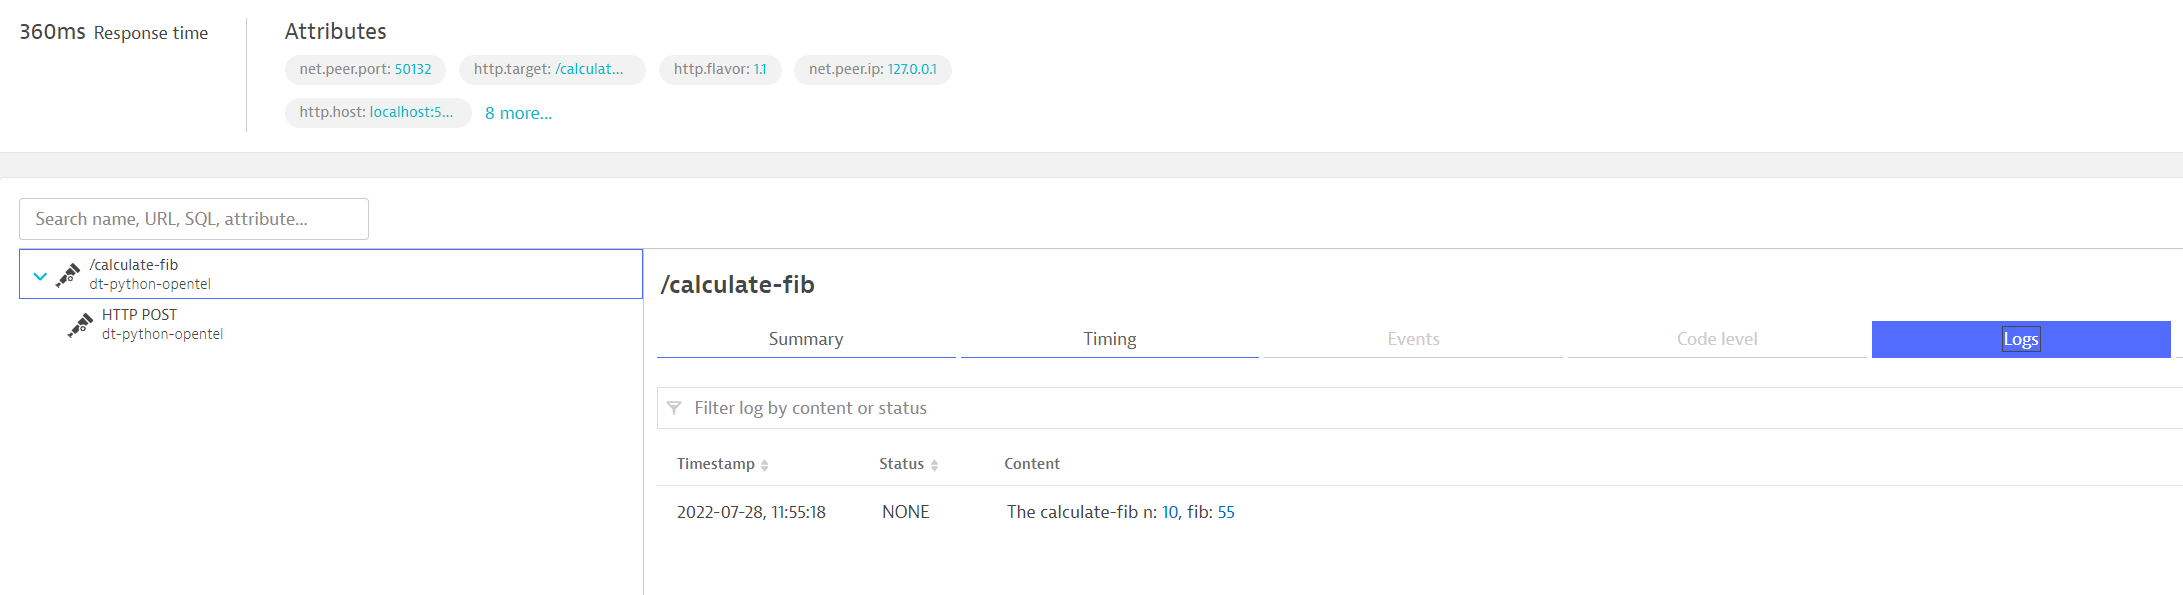 360ms Response time
Attributes
net.peer.port: 50132
http.target: /calculat...
http.flavor: 1.1
net.peer.ip: 127.0.0.1
http.host: localhost:5...
8 more...
Search name, URL, SQL, attribute...
/calculate-fib
dt-python-opentel
HTTP POST
dt-python-opentel
/calculate-fib
Summary
Timing
Events
Code level
Logs
Filter log by content or status
Timestamp Status Content
2022-07-28, 11:55:18 NONE The calculate-fib n: 10, fib: 55